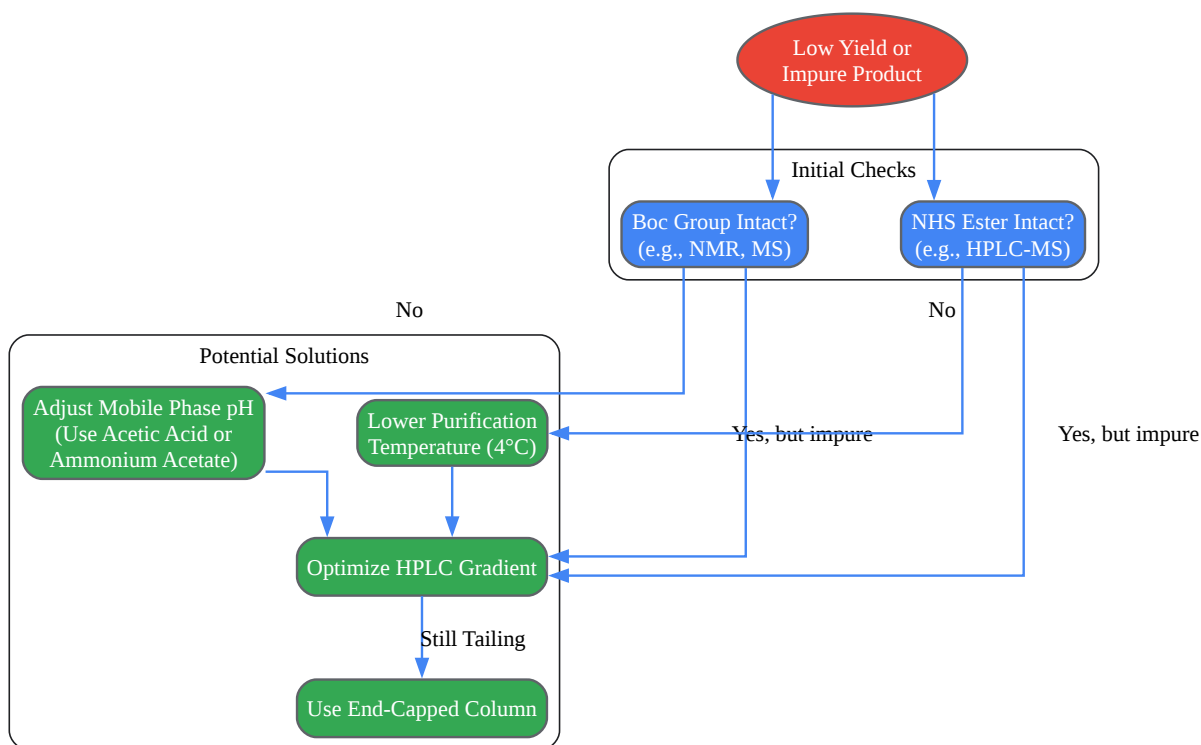 Low Yield or
Impure Product
Initial Checks
Boc Group Intact?
(e.g., NMR, MS)
NHS Ester Intact?
(e.g., HPLC-MS)
No
No
Potential Solutions
Adjust Mobile Phase pH
(Use Acetic Acid or
Ammonium Acetate)
Lower Purification
Temperature (4°C)
Yes, but impure
Yes, but impure
Optimize HPLC Gradient
Still Tailing
Use End-Capped Column